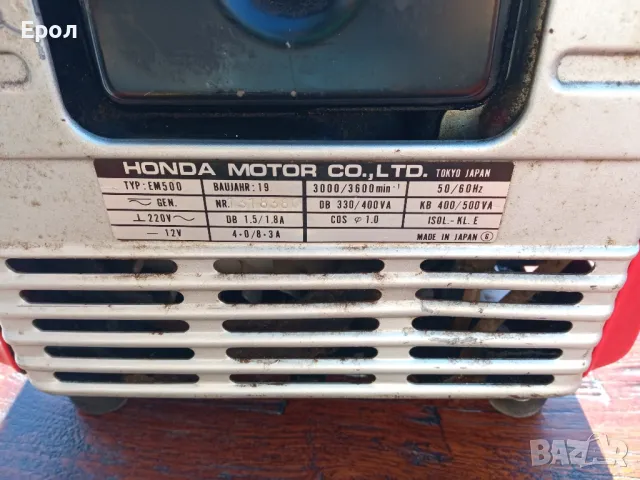 Ерол
HONDA MOTOR CO.,LTD. TOKYO JAPAN
TYP:EM500 BAUJAHR:19 3000/3600min⁻¹ 50/60Hz
GEN. NR. DB 330/400VA KB 400/500VA
⊥220V～ DB 1.5/1.8A COS φ 1.0 ISOL.-KL.E
― 12V 4·0/8·3A MADE IN JAPAN Ⓖ
BAZAR